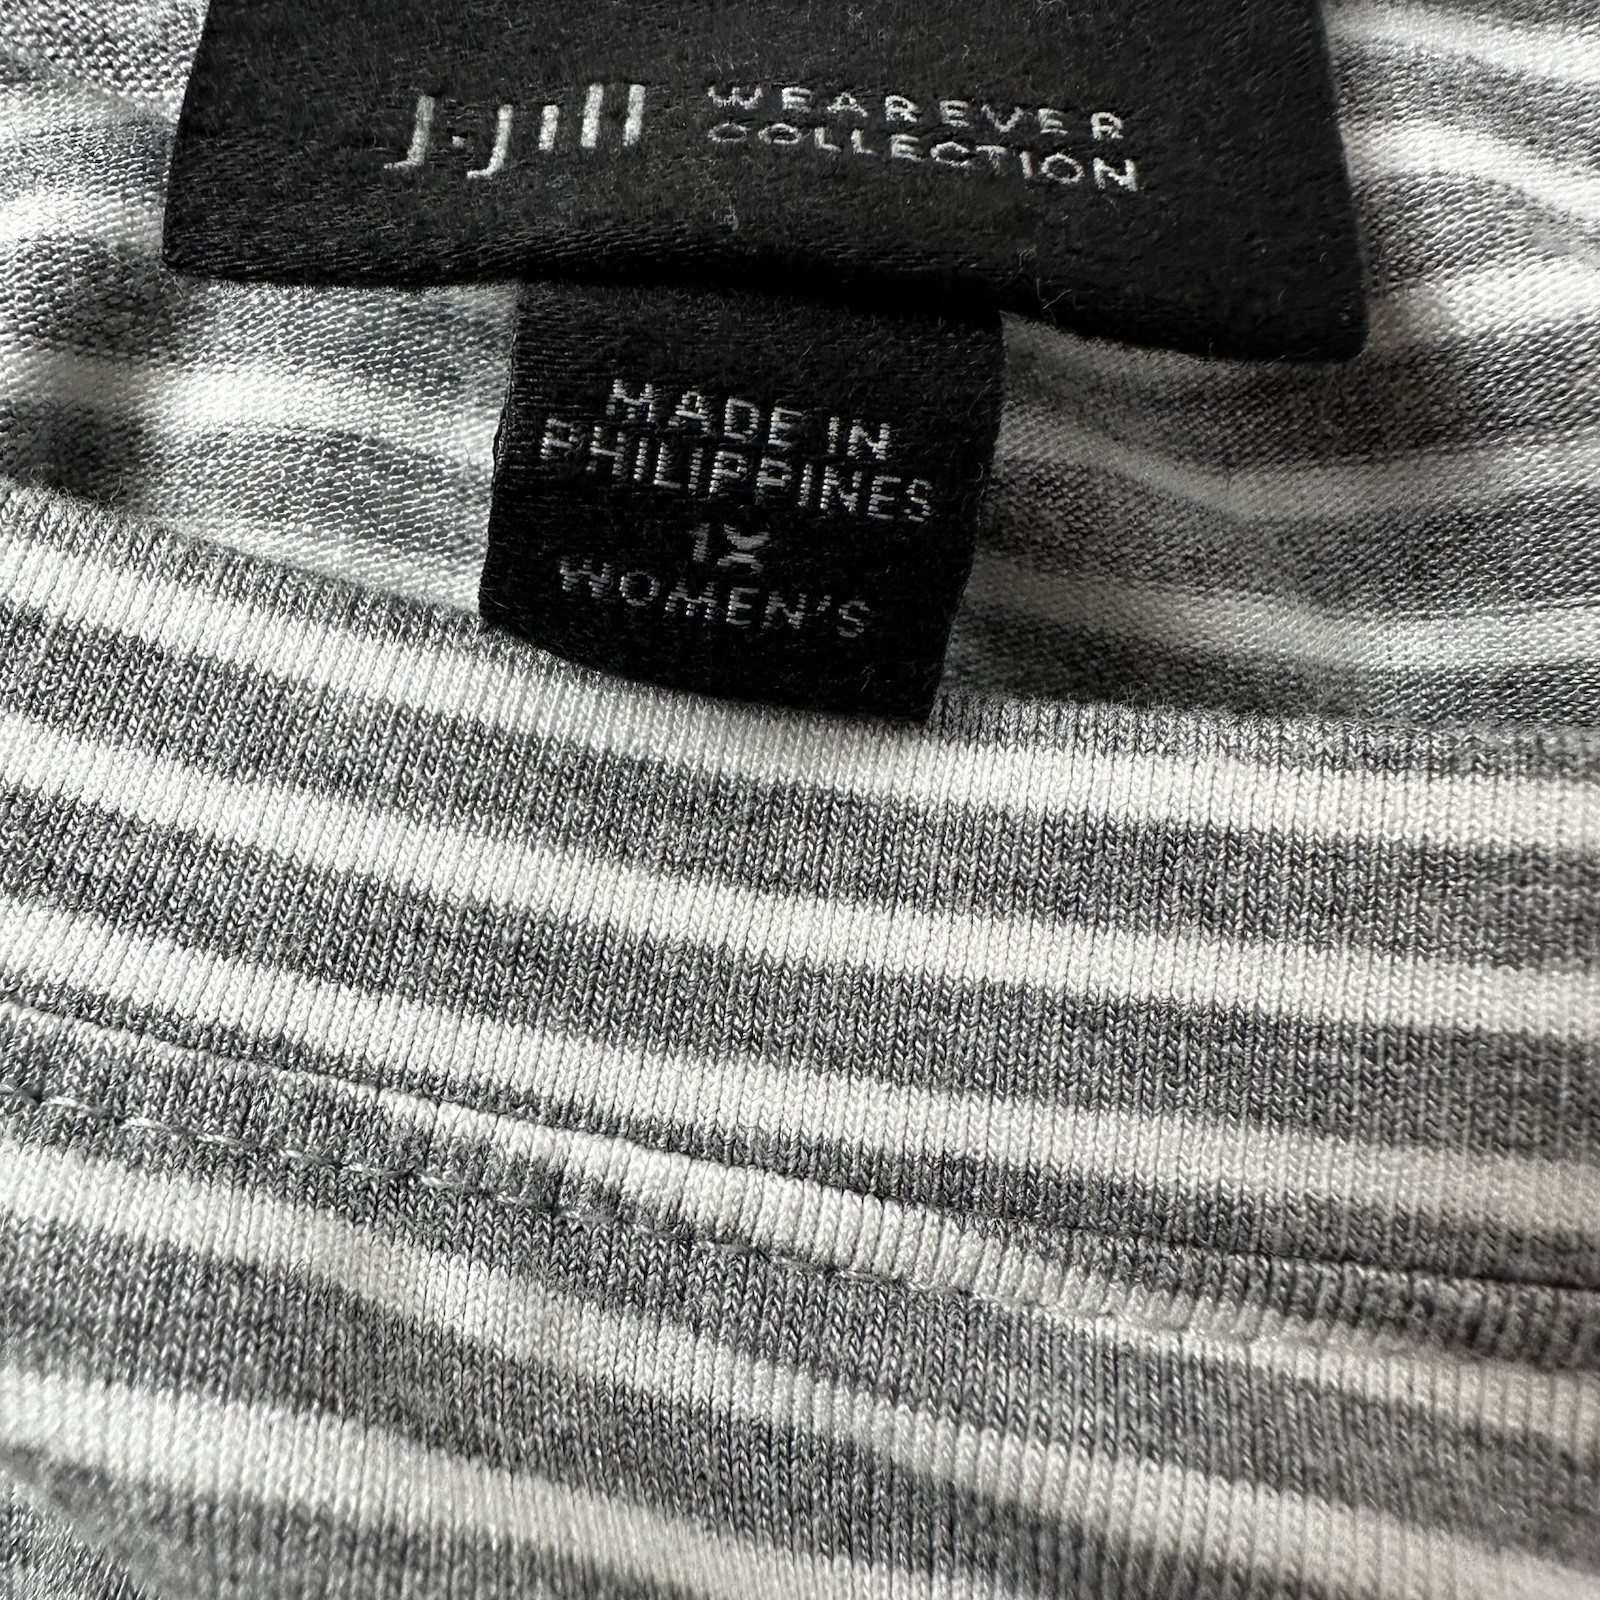 J.Jill WEAREVER
COLLECTION
MADE IN
PHILIPPINES
1X
WOMEN'S